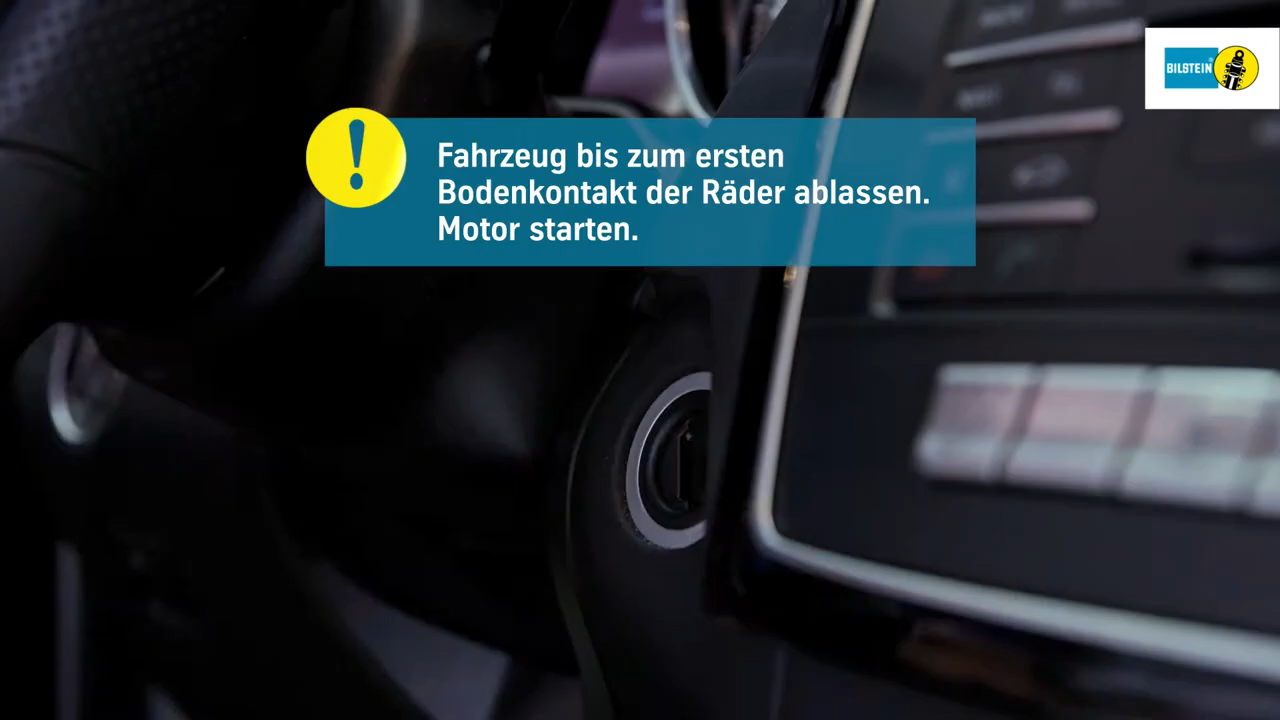 BILSTEIN®
Fahrzeug bis zum ersten
Bodenkontakt der Räder ablassen.
Motor starten.